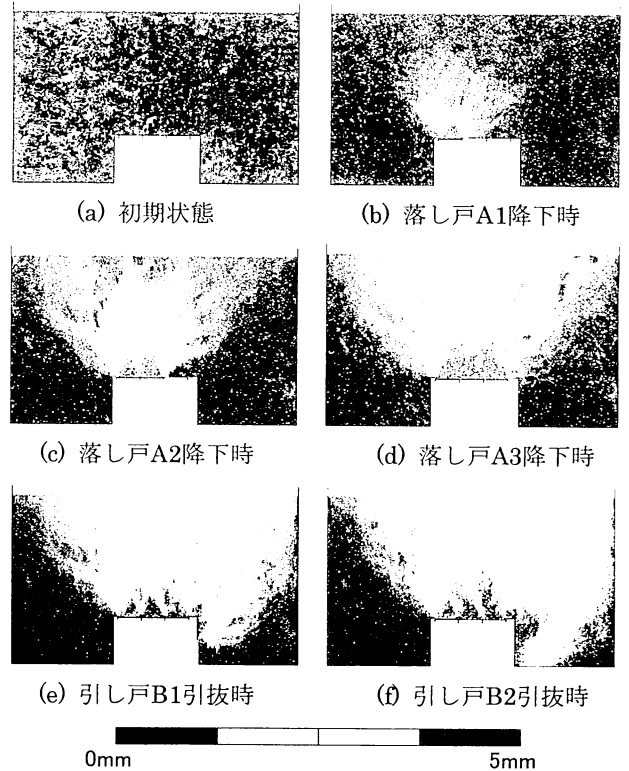 (a) 初期状態
(b) 落し戸A1降下時
(c) 落し戸A2降下時
(d) 落し戸A3降下時
(e) 引し戸B1引抜時
(f) 引し戸B2引抜時
0mm 5mm